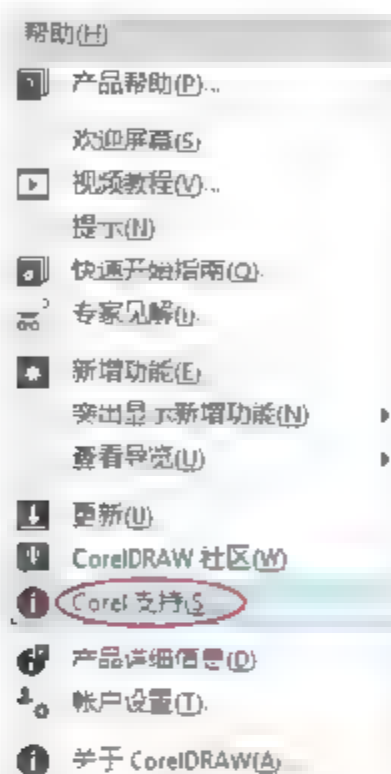 帮助(H)
产品帮助(P)...
欢迎屏幕(S)
视频教程(V)...
提示(N)
快速开始指南(Q)
专家见解(I)
新增功能(E)
突出显示新增功能(N)
查看导览(U)
更新(U)
CorelDRAW 社区(W)
Corel 支持(S
产品详细信息(D)
帐户设置(T).
关于 CorelDRAW(A)